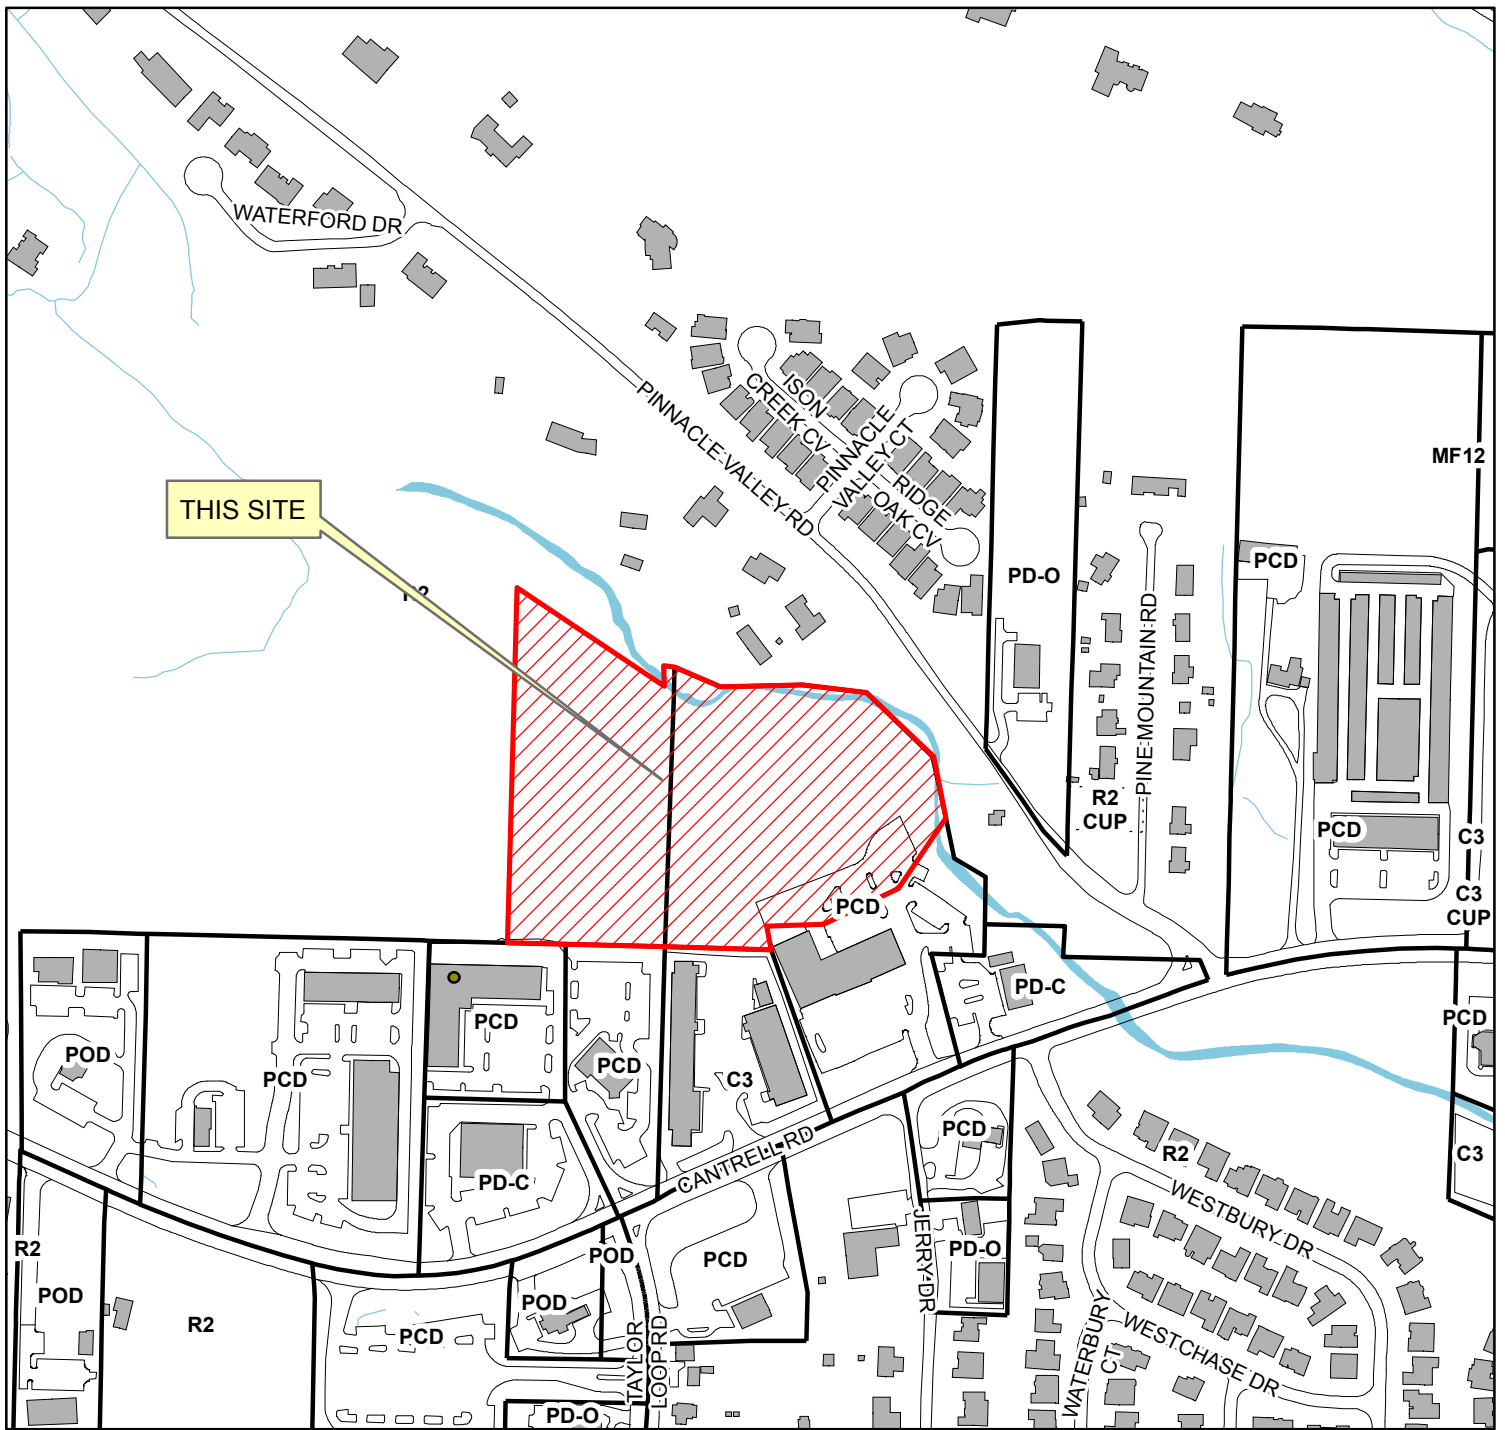 WATERFORD DR
ISON
CREEK CV
PINNACLE
VALLEY CT
PINNACLE VALLEY RD
RIDGE
OAK CV
MF12
THIS SITE
PCD
PD-O
R2
PINE MOUNTAIN RD
R2
CUP
PCD
C3
C3
CUP
PCD
PD-C
PCD
PCD
POD
PCD
PCD
C3
PCD
CANTRELL RD
R2
C3
PD-C
WESTBURY DR
JERRY DR
R2
POD
PCD
PD-O
POD
POD
R2
PCD
TAYLOR
LOOP RD
WATERBURY
CT
WESTCHASE DR
PD-O